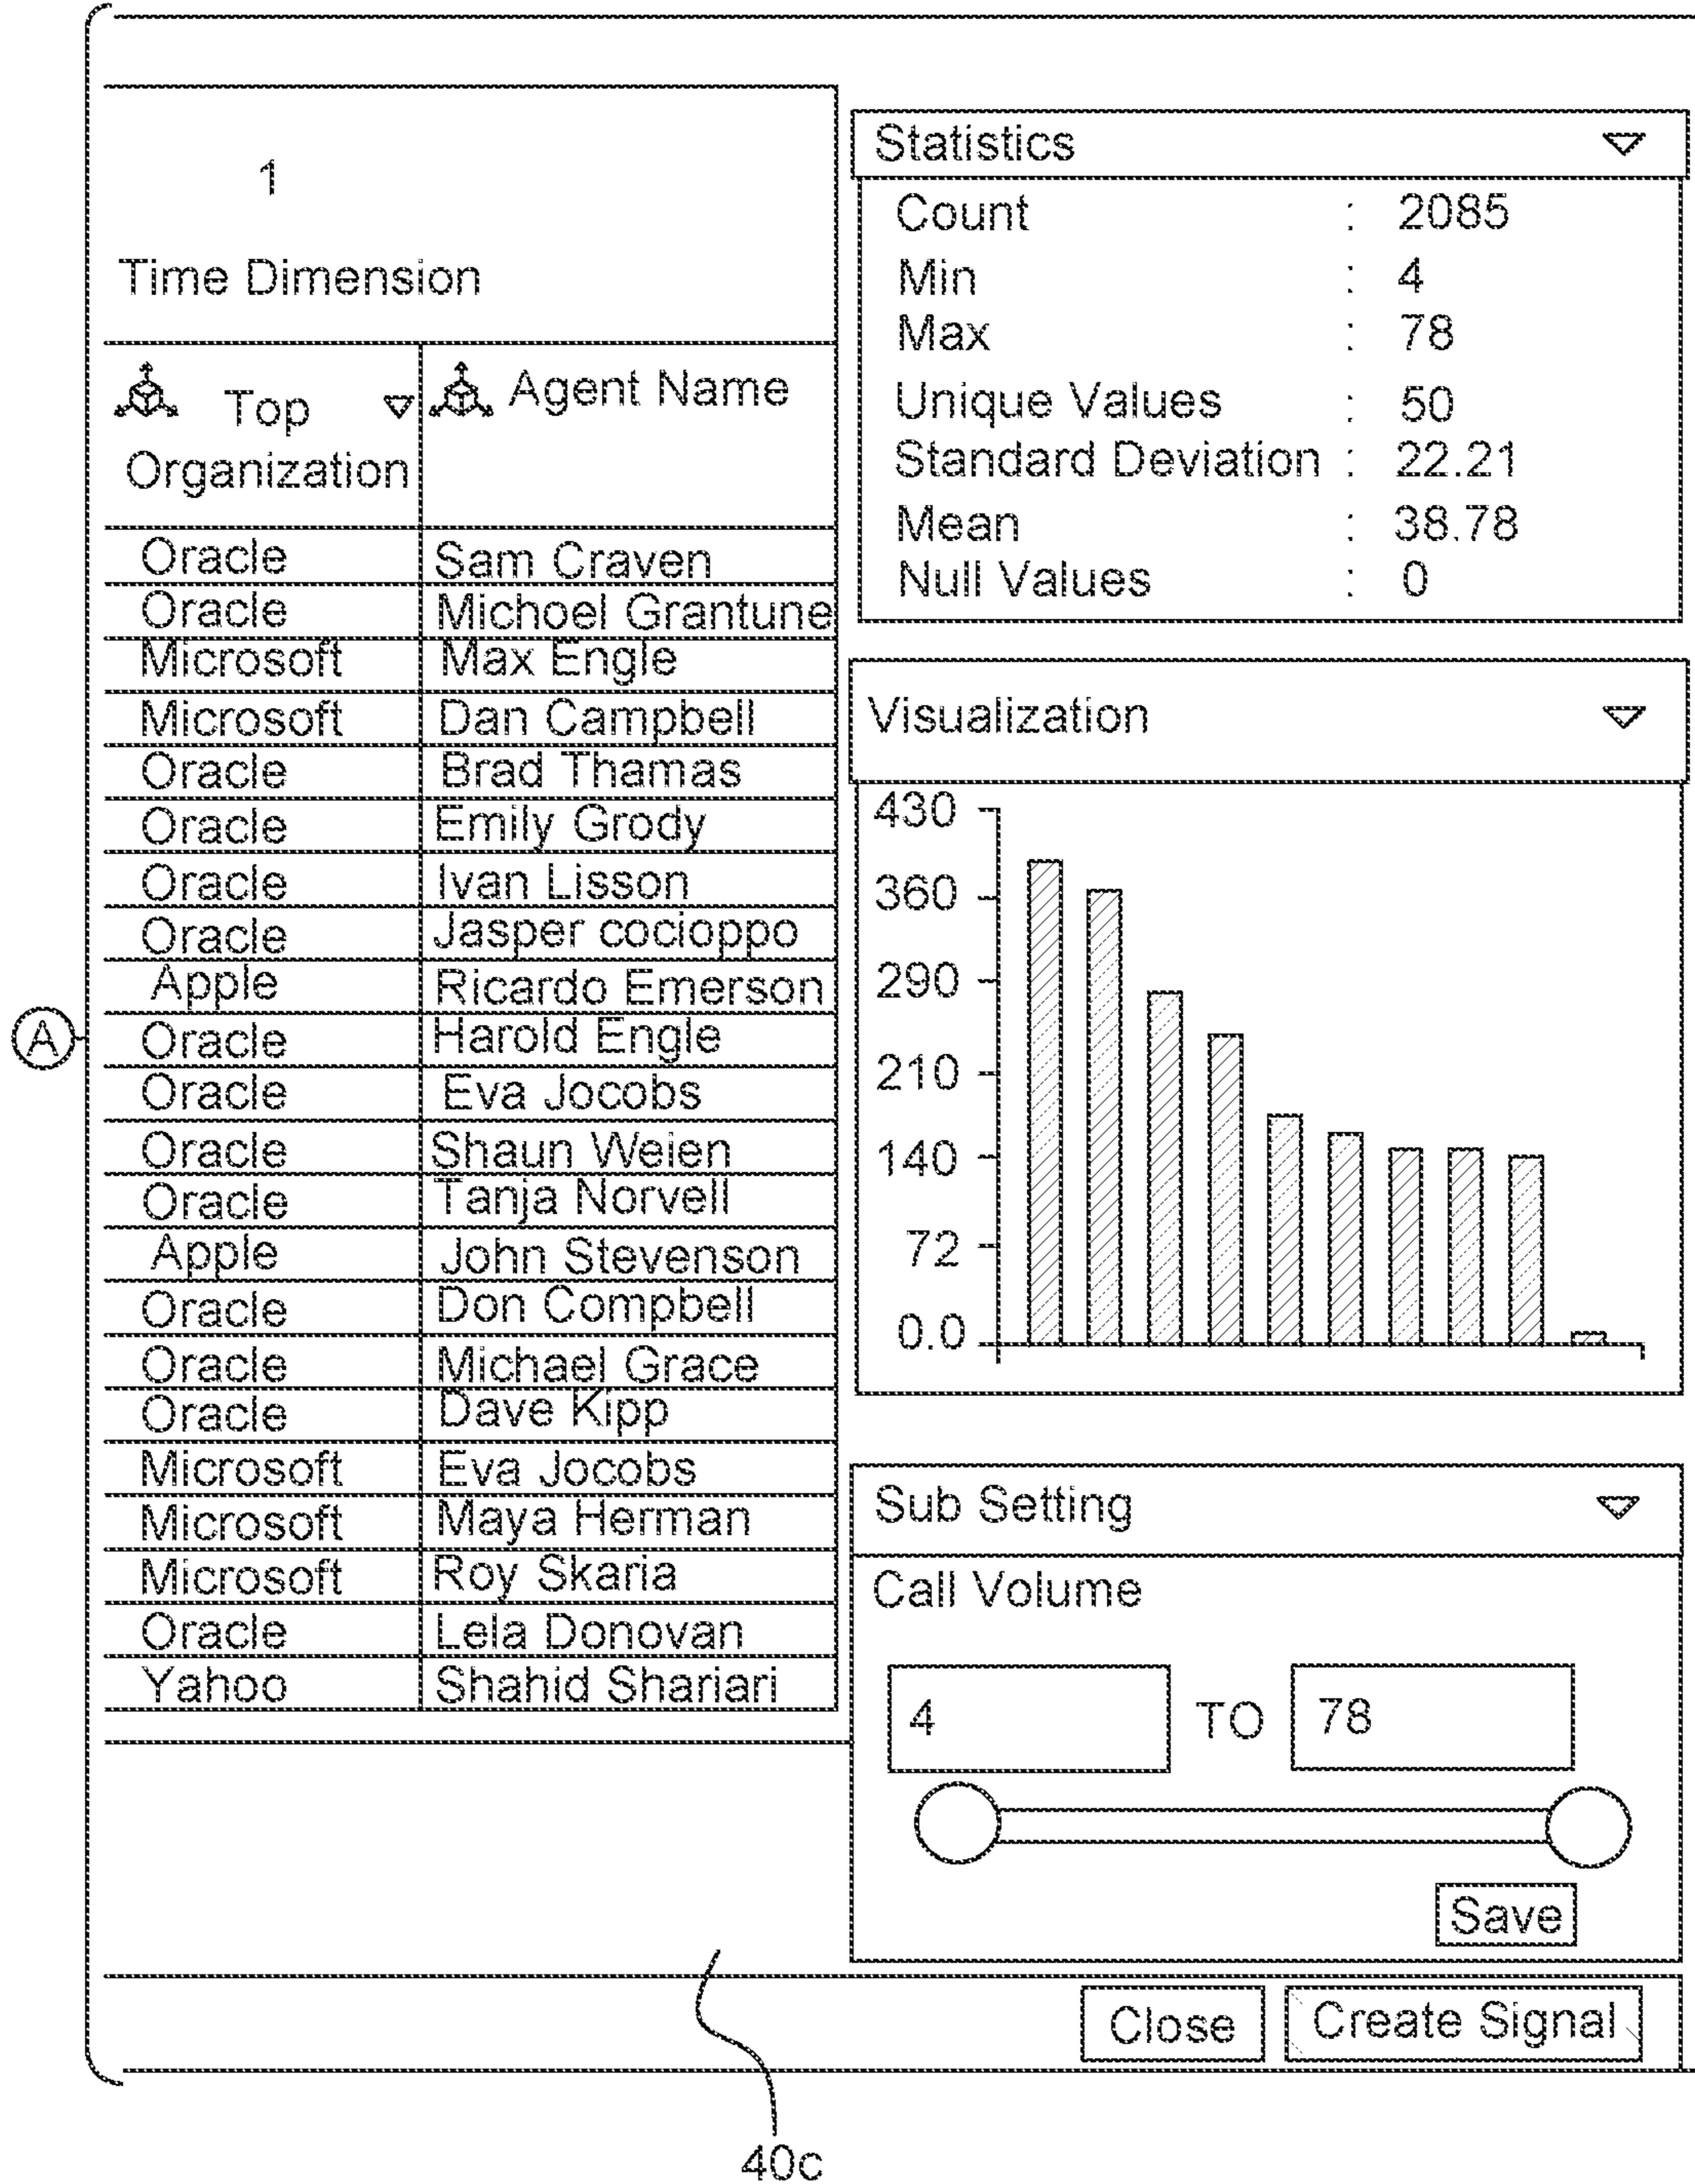 1
Time Dimension
Top
Organization
Agent Name
Oracle Sam Craven
Oracle Michoel Grantune
Microsoft Max Engle
Microsoft Dan Campbell
Oracle Brad Thamas
Oracle Emily Grody
Oracle Ivan Lisson
Oracle Jasper cocioppo
Apple Ricardo Emerson
Oracle Harold Engle
Oracle Eva Jocobs
Oracle Shaun Weien
Oracle Tanja Norvell
Apple John Stevenson
Oracle Don Compbell
Oracle Michael Grace
Oracle Dave Kipp
Microsoft Eva Jocobs
Microsoft Maya Herman
Microsoft Roy Skaria
Oracle Lela Donovan
Yahoo Shahid Shariari
A
Statistics
Count : 2085
Min : 4
Max : 78
Unique Values : 50
Standard Deviation : 22.21
Mean : 38.78
Null Values : 0
Visualization
430
360
290
210
140
72
0.0
Sub Setting
Call Volume
4 TO 78
Save
Close Create Signal
40c